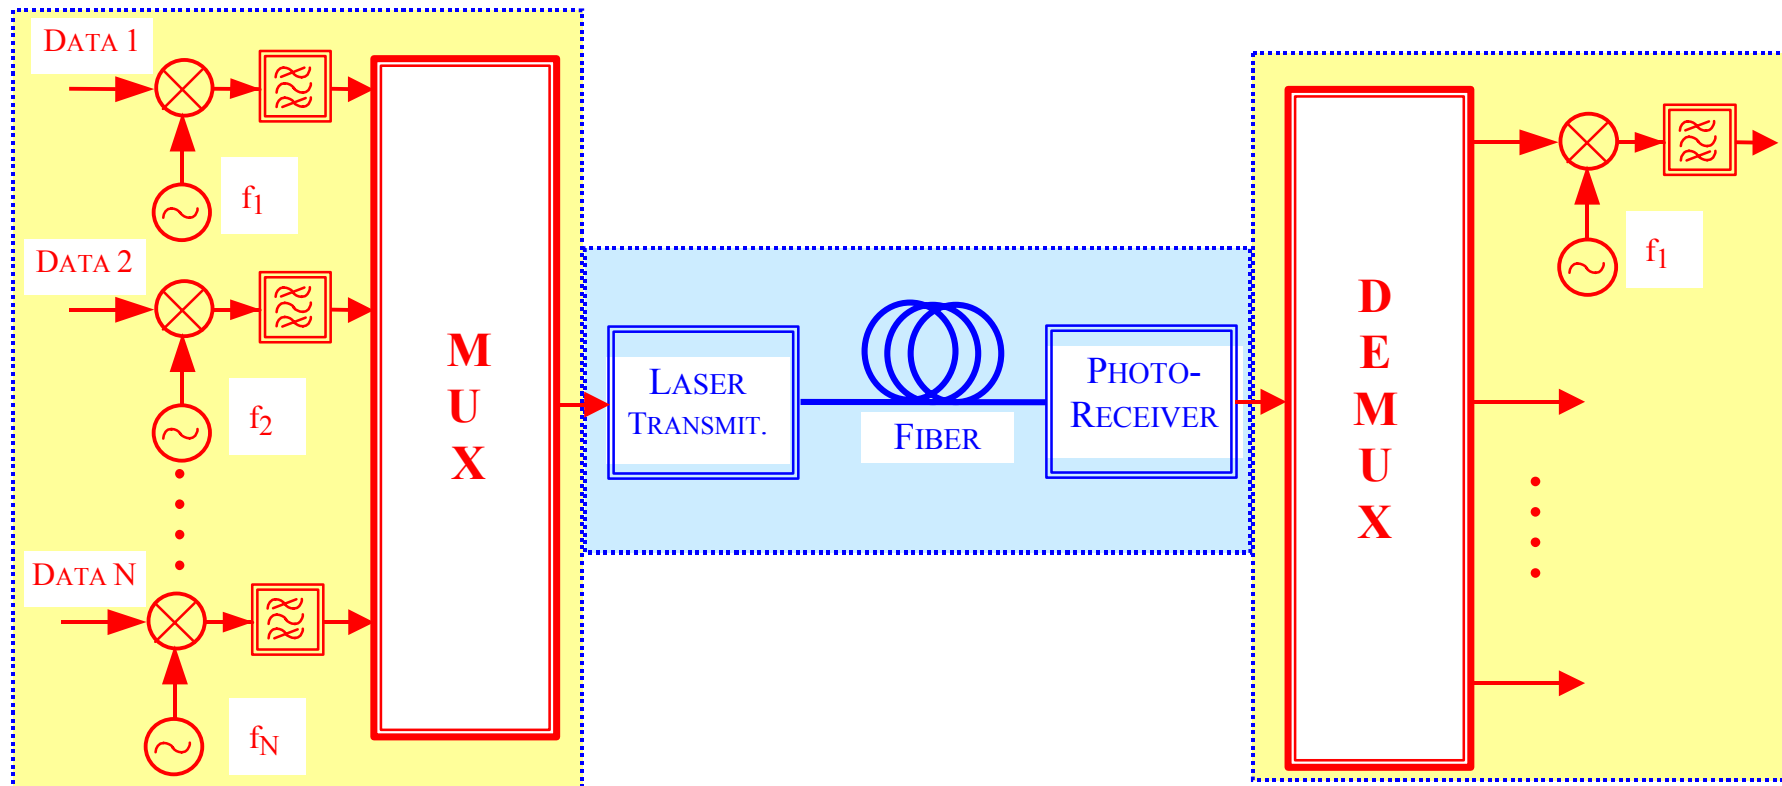 DATA 1
f1
DATA 2
f2
DATA N
fN
M
U
X
LASER
TRANSMIT.
FIBER
PHOTO-
RECEIVER
D
E
M
U
X
f1